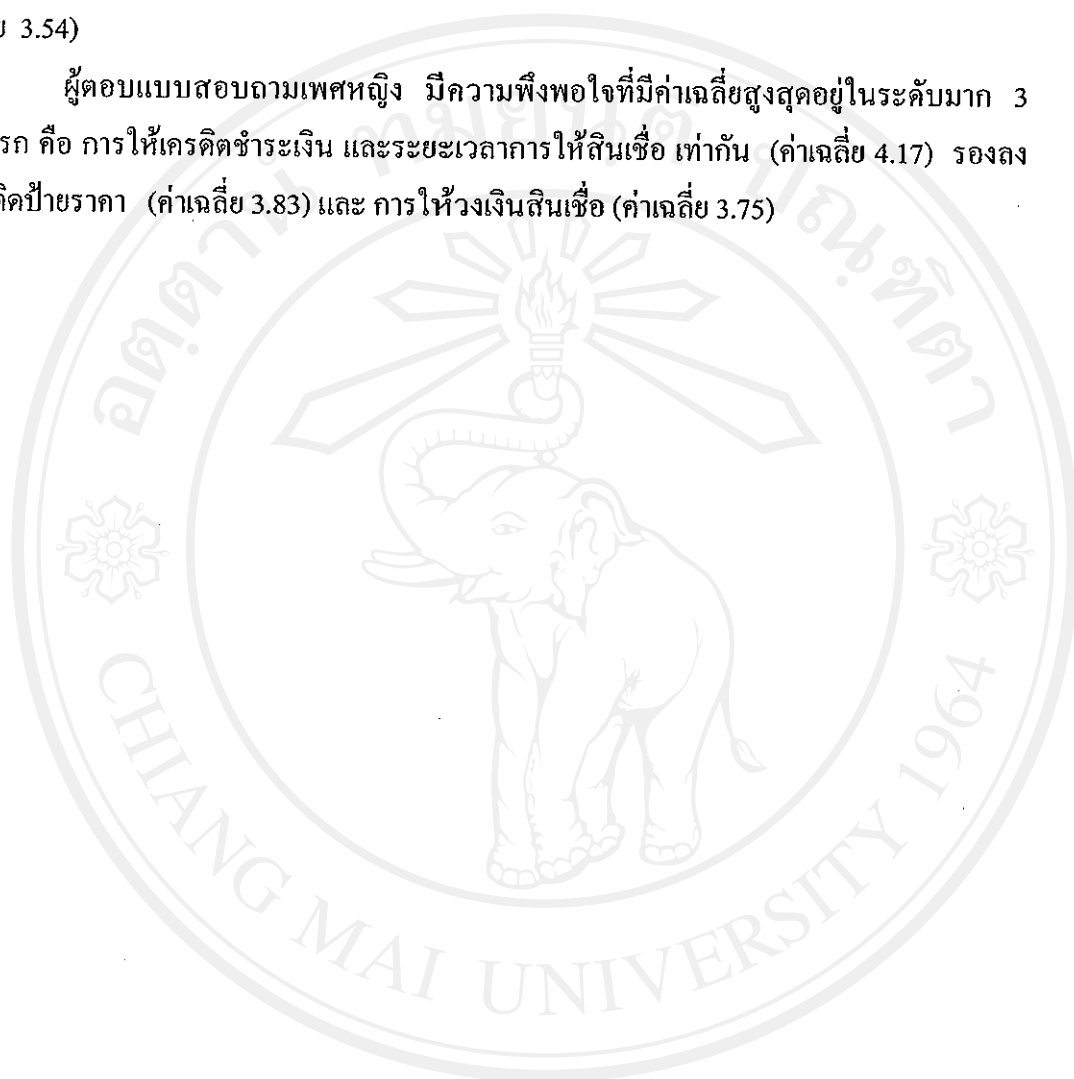 3.54)
ผู้ตอบแบบสอบถามเพศหญิง มีความพึงพอใจที่มีค่าเฉลี่ยสูงสุดอยู่ในระดับมาก 3
รก คือ การให้เครดิตชำระเงิน และระยะเวลาการให้สินเชื่อ เท่ากัน (ค่าเฉลี่ย 4.17) รองลง
ติดป้ายราคา (ค่าเฉลี่ย 3.83) และ การให้วงเงินสินเชื่อ (ค่าเฉลี่ย 3.75)
CHIANG MAI UNIVERSITY 1964